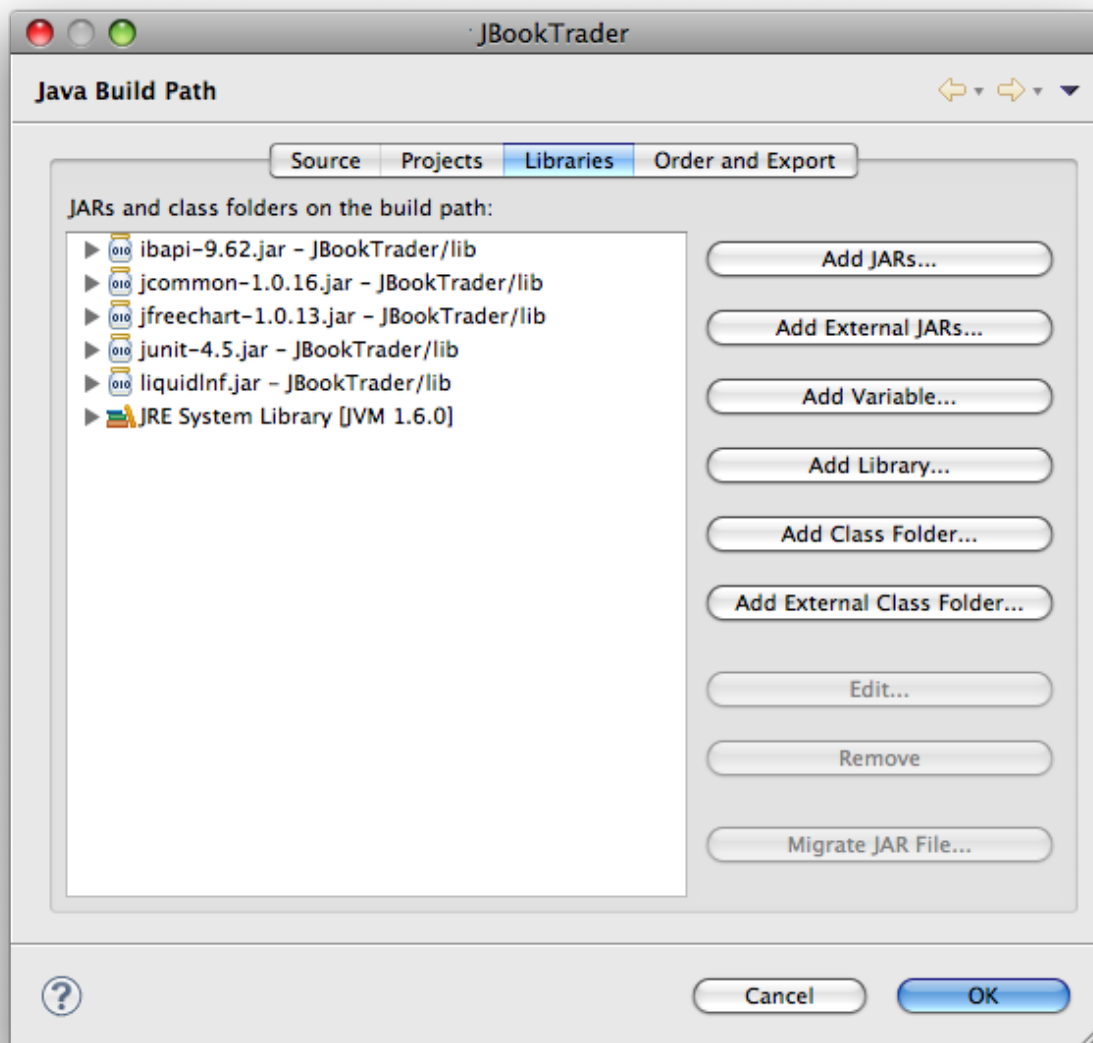 JBookTrader
Java Build Path
Source Projects Libraries Order and Export
JARs and class folders on the build path:
ibapi-9.62.jar - JBookTrader/lib
jcommon-1.0.16.jar - JBookTrader/lib
jfreechart-1.0.13.jar - JBookTrader/lib
junit-4.5.jar - JBookTrader/lib
liquidlnf.jar - JBookTrader/lib
JRE System Library [JVM 1.6.0]
Add JARs...
Add External JARs...
Add Variable...
Add Library...
Add Class Folder...
Add External Class Folder...
Edit...
Remove
Migrate JAR File...
?
Cancel OK